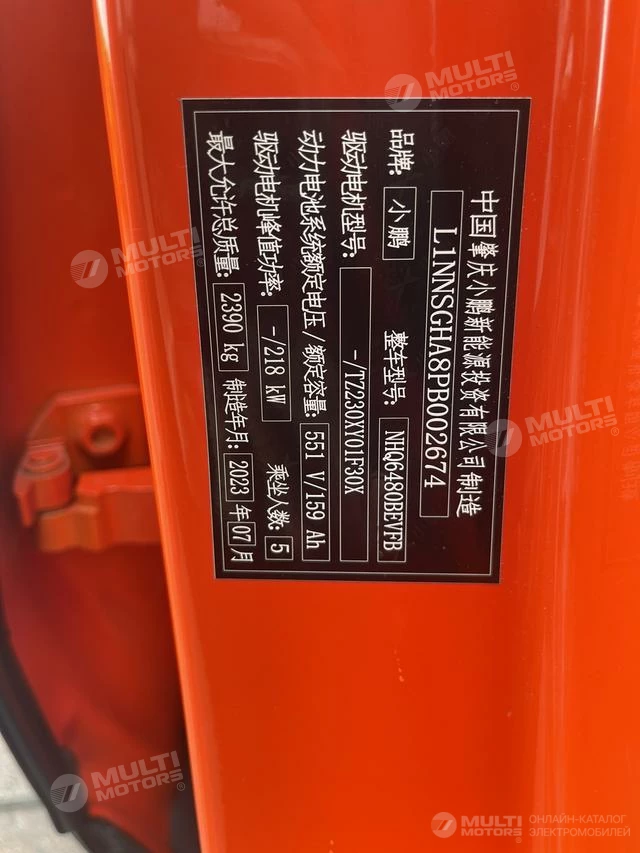 中国肇庆小鹏新能源投资有限公司制造
L1NNSGHA8PB002674
品牌: 小鹏 整车型号: NHQ6480BEVFB
驱动电机型号: -/TZ230XY01F30X
动力电池系统额定电压/额定容量: 551 V/159 Ah
驱动电机峰值功率: -/218 kW 乘坐人数: 5
最大允许总质量: 2390 kg 制造年月: 2023 年 07 月
MULTI MOTORS®
MULTI MOTORS®
MULTI MOTORS®
MULTI MOTORS®
MULTI MOTORS® ОНЛАЙН-КАТАЛОГ ЭЛЕКТРОМОБИЛЕЙ